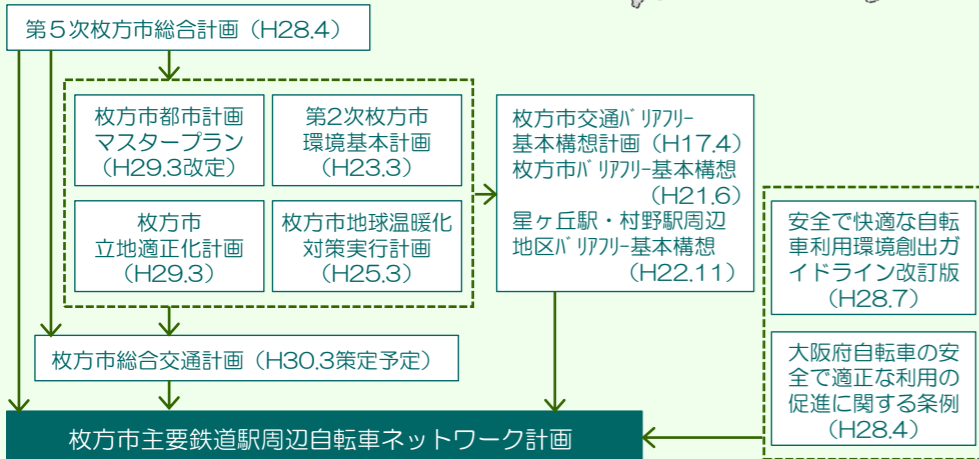 第5次枚方市総合計画（H28.4）
枚方市都市計画
マスタープラン
（H29.3改定）
第2次枚方市
環境基本計画
（H23.3）
枚方市
立地適正化計画
（H29.3）
枚方市地球温暖化
対策実行計画
（H25.3）
枚方市交通ﾊﾞﾘｱﾌﾘｰ
基本構想計画（H17.4）
枚方市ﾊﾞﾘｱﾌﾘｰ基本構想
（H21.6）
星ヶ丘駅・村野駅周辺
地区ﾊﾞﾘｱﾌﾘｰ基本構想
（H22.11）
安全で快適な自転
車利用環境創出ガ
イドライン改訂版
（H28.7）
大阪府自転車の安
全で適正な利用の
促進に関する条例
（H28.4）
枚方市総合交通計画（H30.3策定予定）
枚方市主要鉄道駅周辺自転車ネットワーク計画